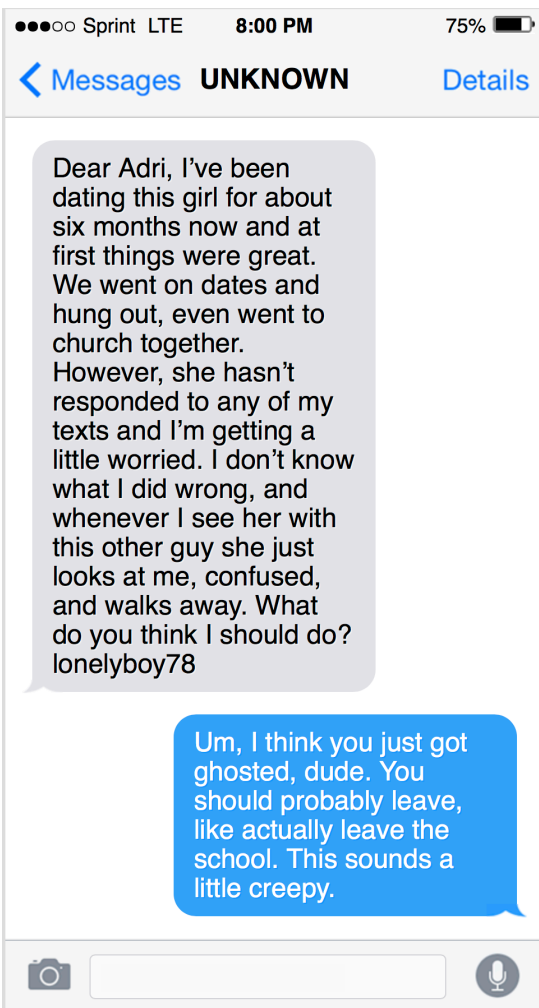 Sprint LTE 8:00 PM 75%
Messages UNKNOWN Details
Dear Adri, I’ve been
dating this girl for about
six months now and at
first things were great.
We went on dates and
hung out, even went to
church together.
However, she hasn’t
responded to any of my
texts and I’m getting a
little worried. I don’t know
what I did wrong, and
whenever I see her with
this other guy she just
looks at me, confused,
and walks away. What
do you think I should do?
lonelyboy78
Um, I think you just got
ghosted, dude. You
should probably leave,
like actually leave the
school. This sounds a
little creepy.